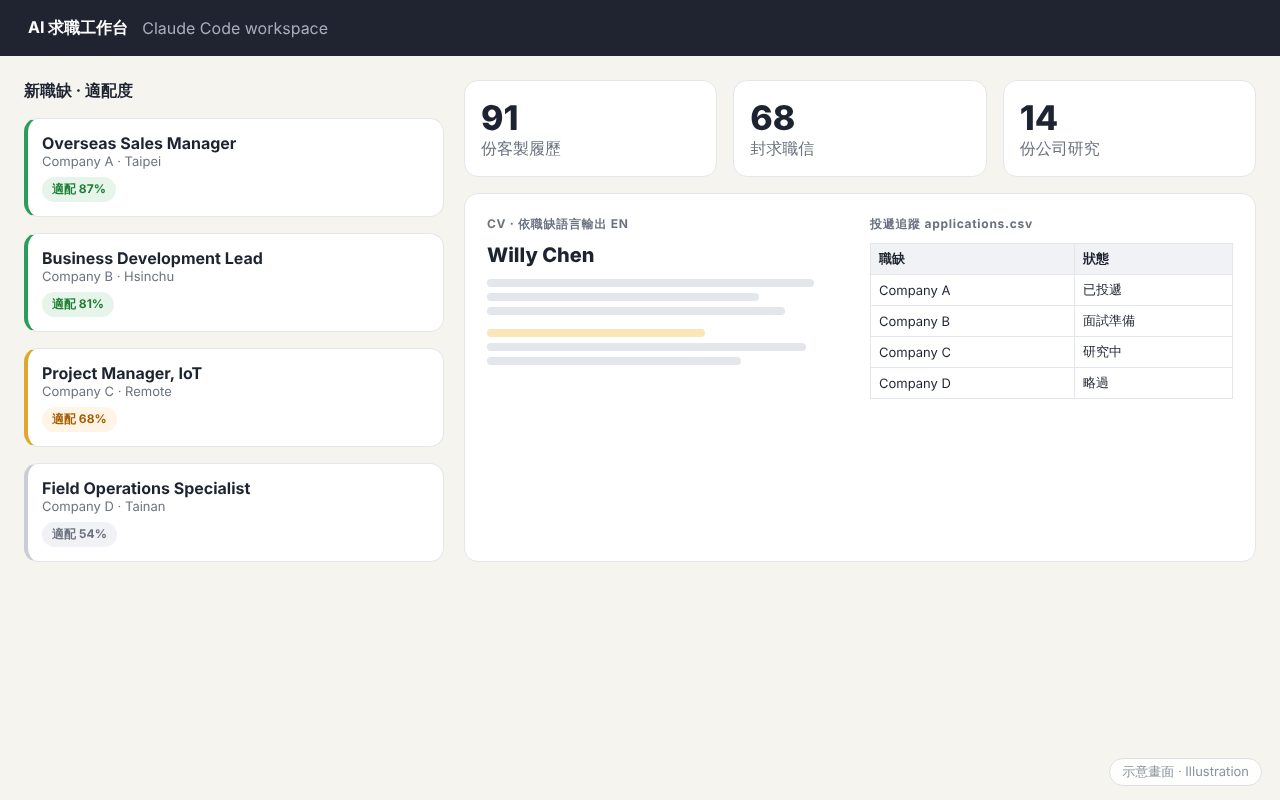 AI 求職工作台 Claude Code workspace
新職缺 · 適配度
Overseas Sales Manager
Company A · Taipei
適配 87%
Business Development Lead
Company B · Hsinchu
適配 81%
Project Manager, IoT
Company C · Remote
適配 68%
Field Operations Specialist
Company D · Tainan
適配 54%
91
份客製履歷
68
封求職信
14
份公司研究
CV · 依職缺語言輸出 EN
Willy Chen
投遞追蹤 applications.csv
職缺 狀態
Company A 已投遞
Company B 面試準備
Company C 研究中
Company D 略過
示意畫面 · Illustration